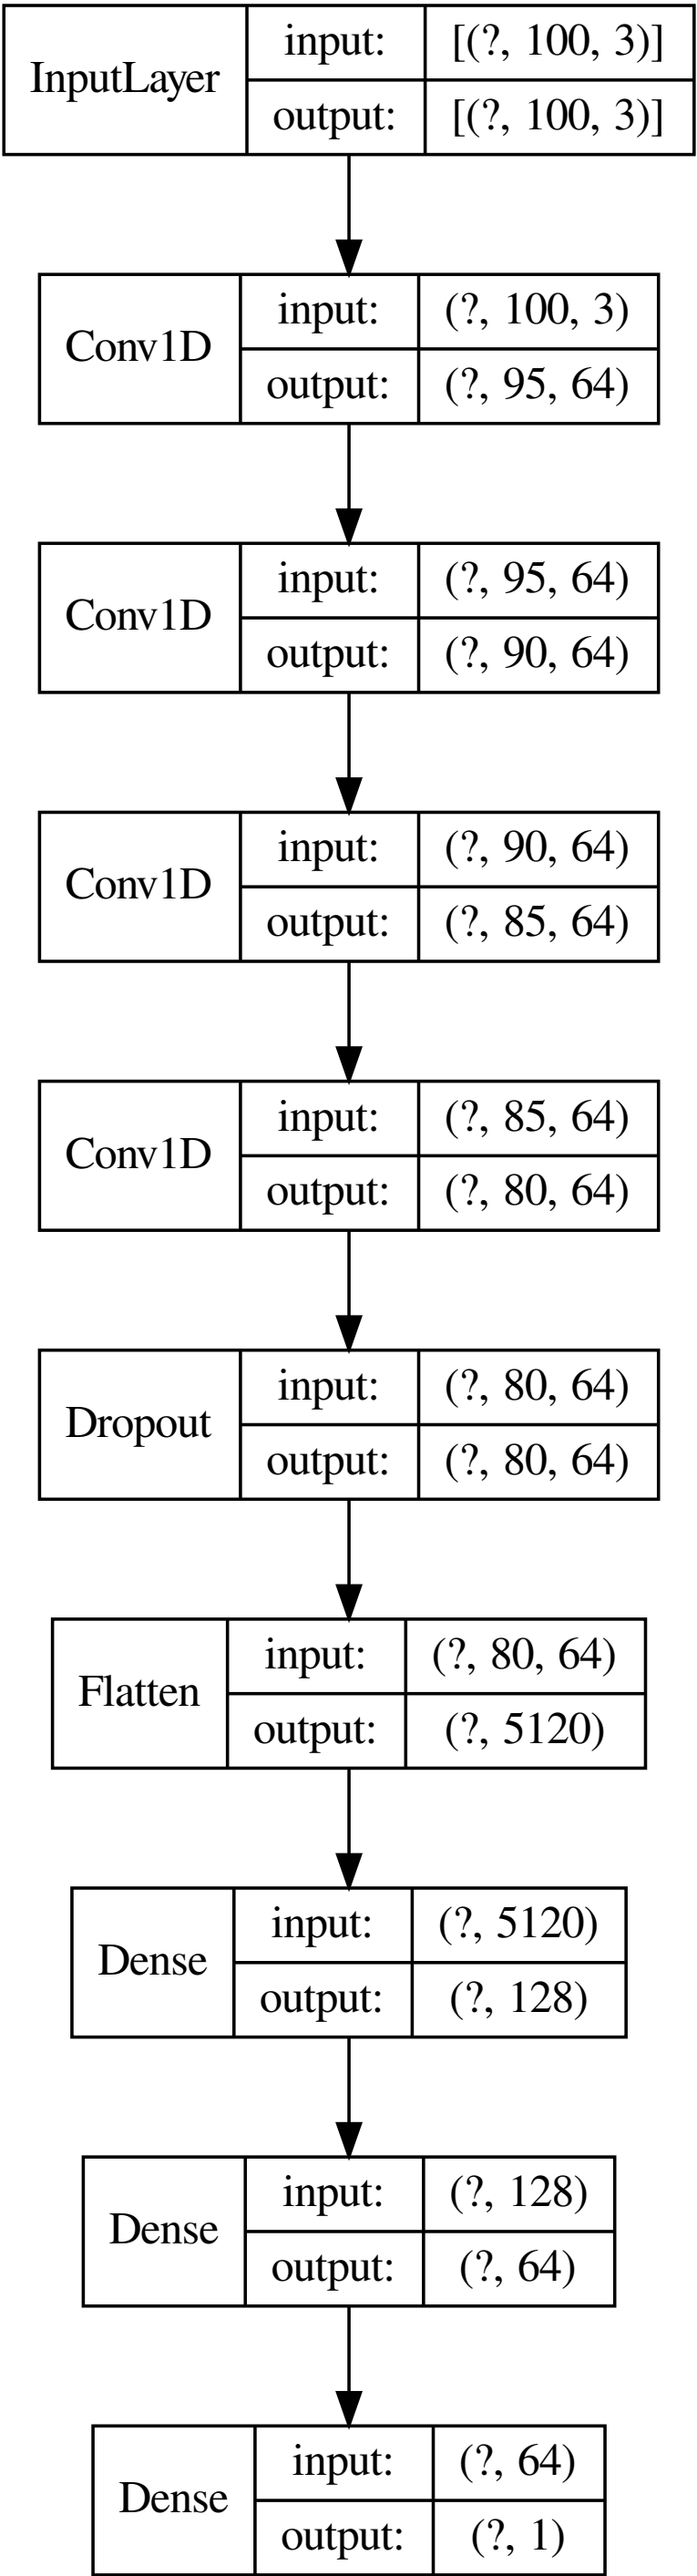 InputLayer
input: [(?, 100, 3)]
output: [(?, 100, 3)]
Conv1D
input: (?, 100, 3)
output: (?, 95, 64)
Conv1D
input: (?, 95, 64)
output: (?, 90, 64)
Conv1D
input: (?, 90, 64)
output: (?, 85, 64)
Conv1D
input: (?, 85, 64)
output: (?, 80, 64)
Dropout
input: (?, 80, 64)
output: (?, 80, 64)
Flatten
input: (?, 80, 64)
output: (?, 5120)
Dense
input: (?, 5120)
output: (?, 128)
Dense
input: (?, 128)
output: (?, 64)
Dense
input: (?, 64)
output: (?, 1)